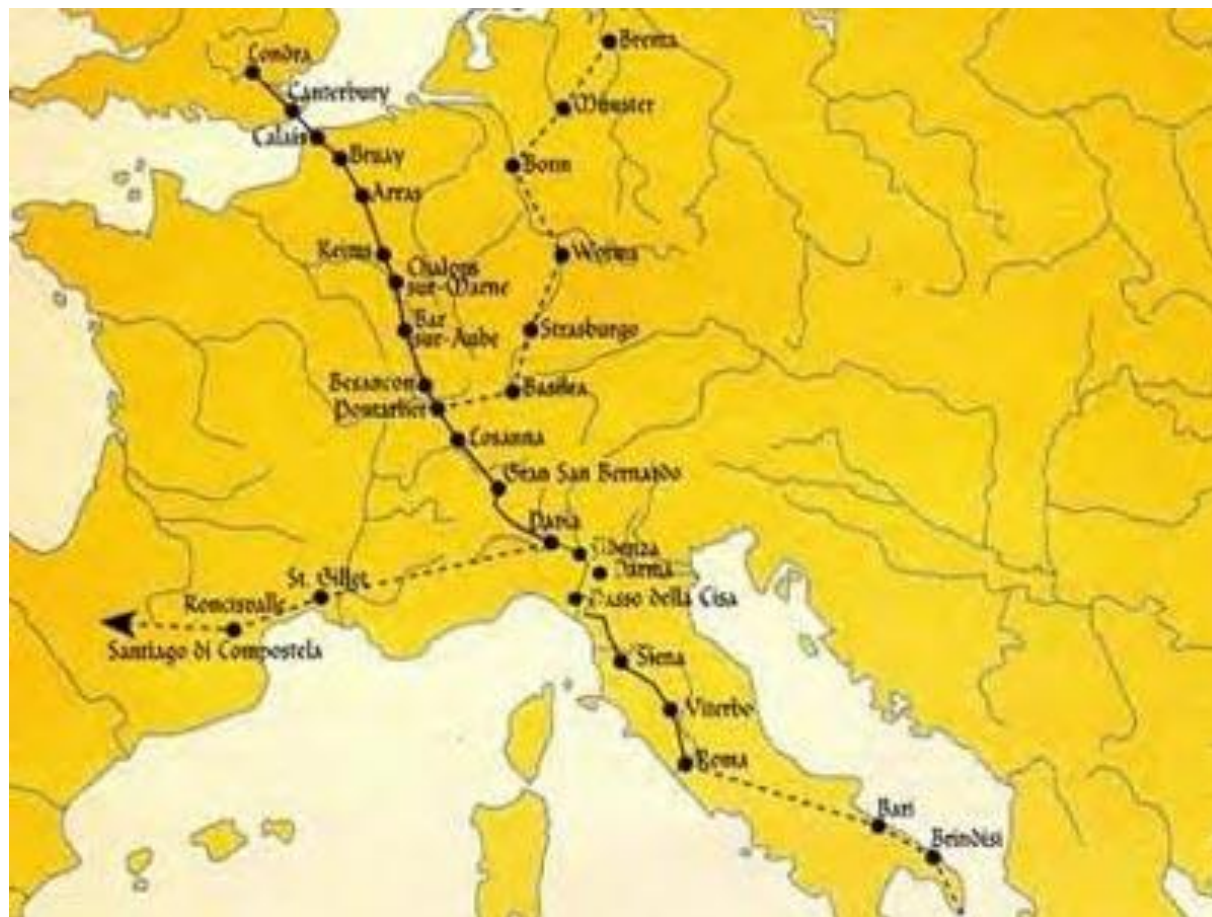 Londra
Brema
Canterbury
Münster
Calais
Bruay
Bonn
Arras
Reims
Worms
Chalons
sur-Marne
Bar
sur-Aube
Strasburgo
Besancon
Basilea
Pontarlier
Losanna
Gran San Bernardo
Pavia
Fidenza
Parma
St. Gilles
Passo della Cisa
Roncisvalle
Santiago di Compostela
Siena
Viterbo
Roma
Bari
Brindisi